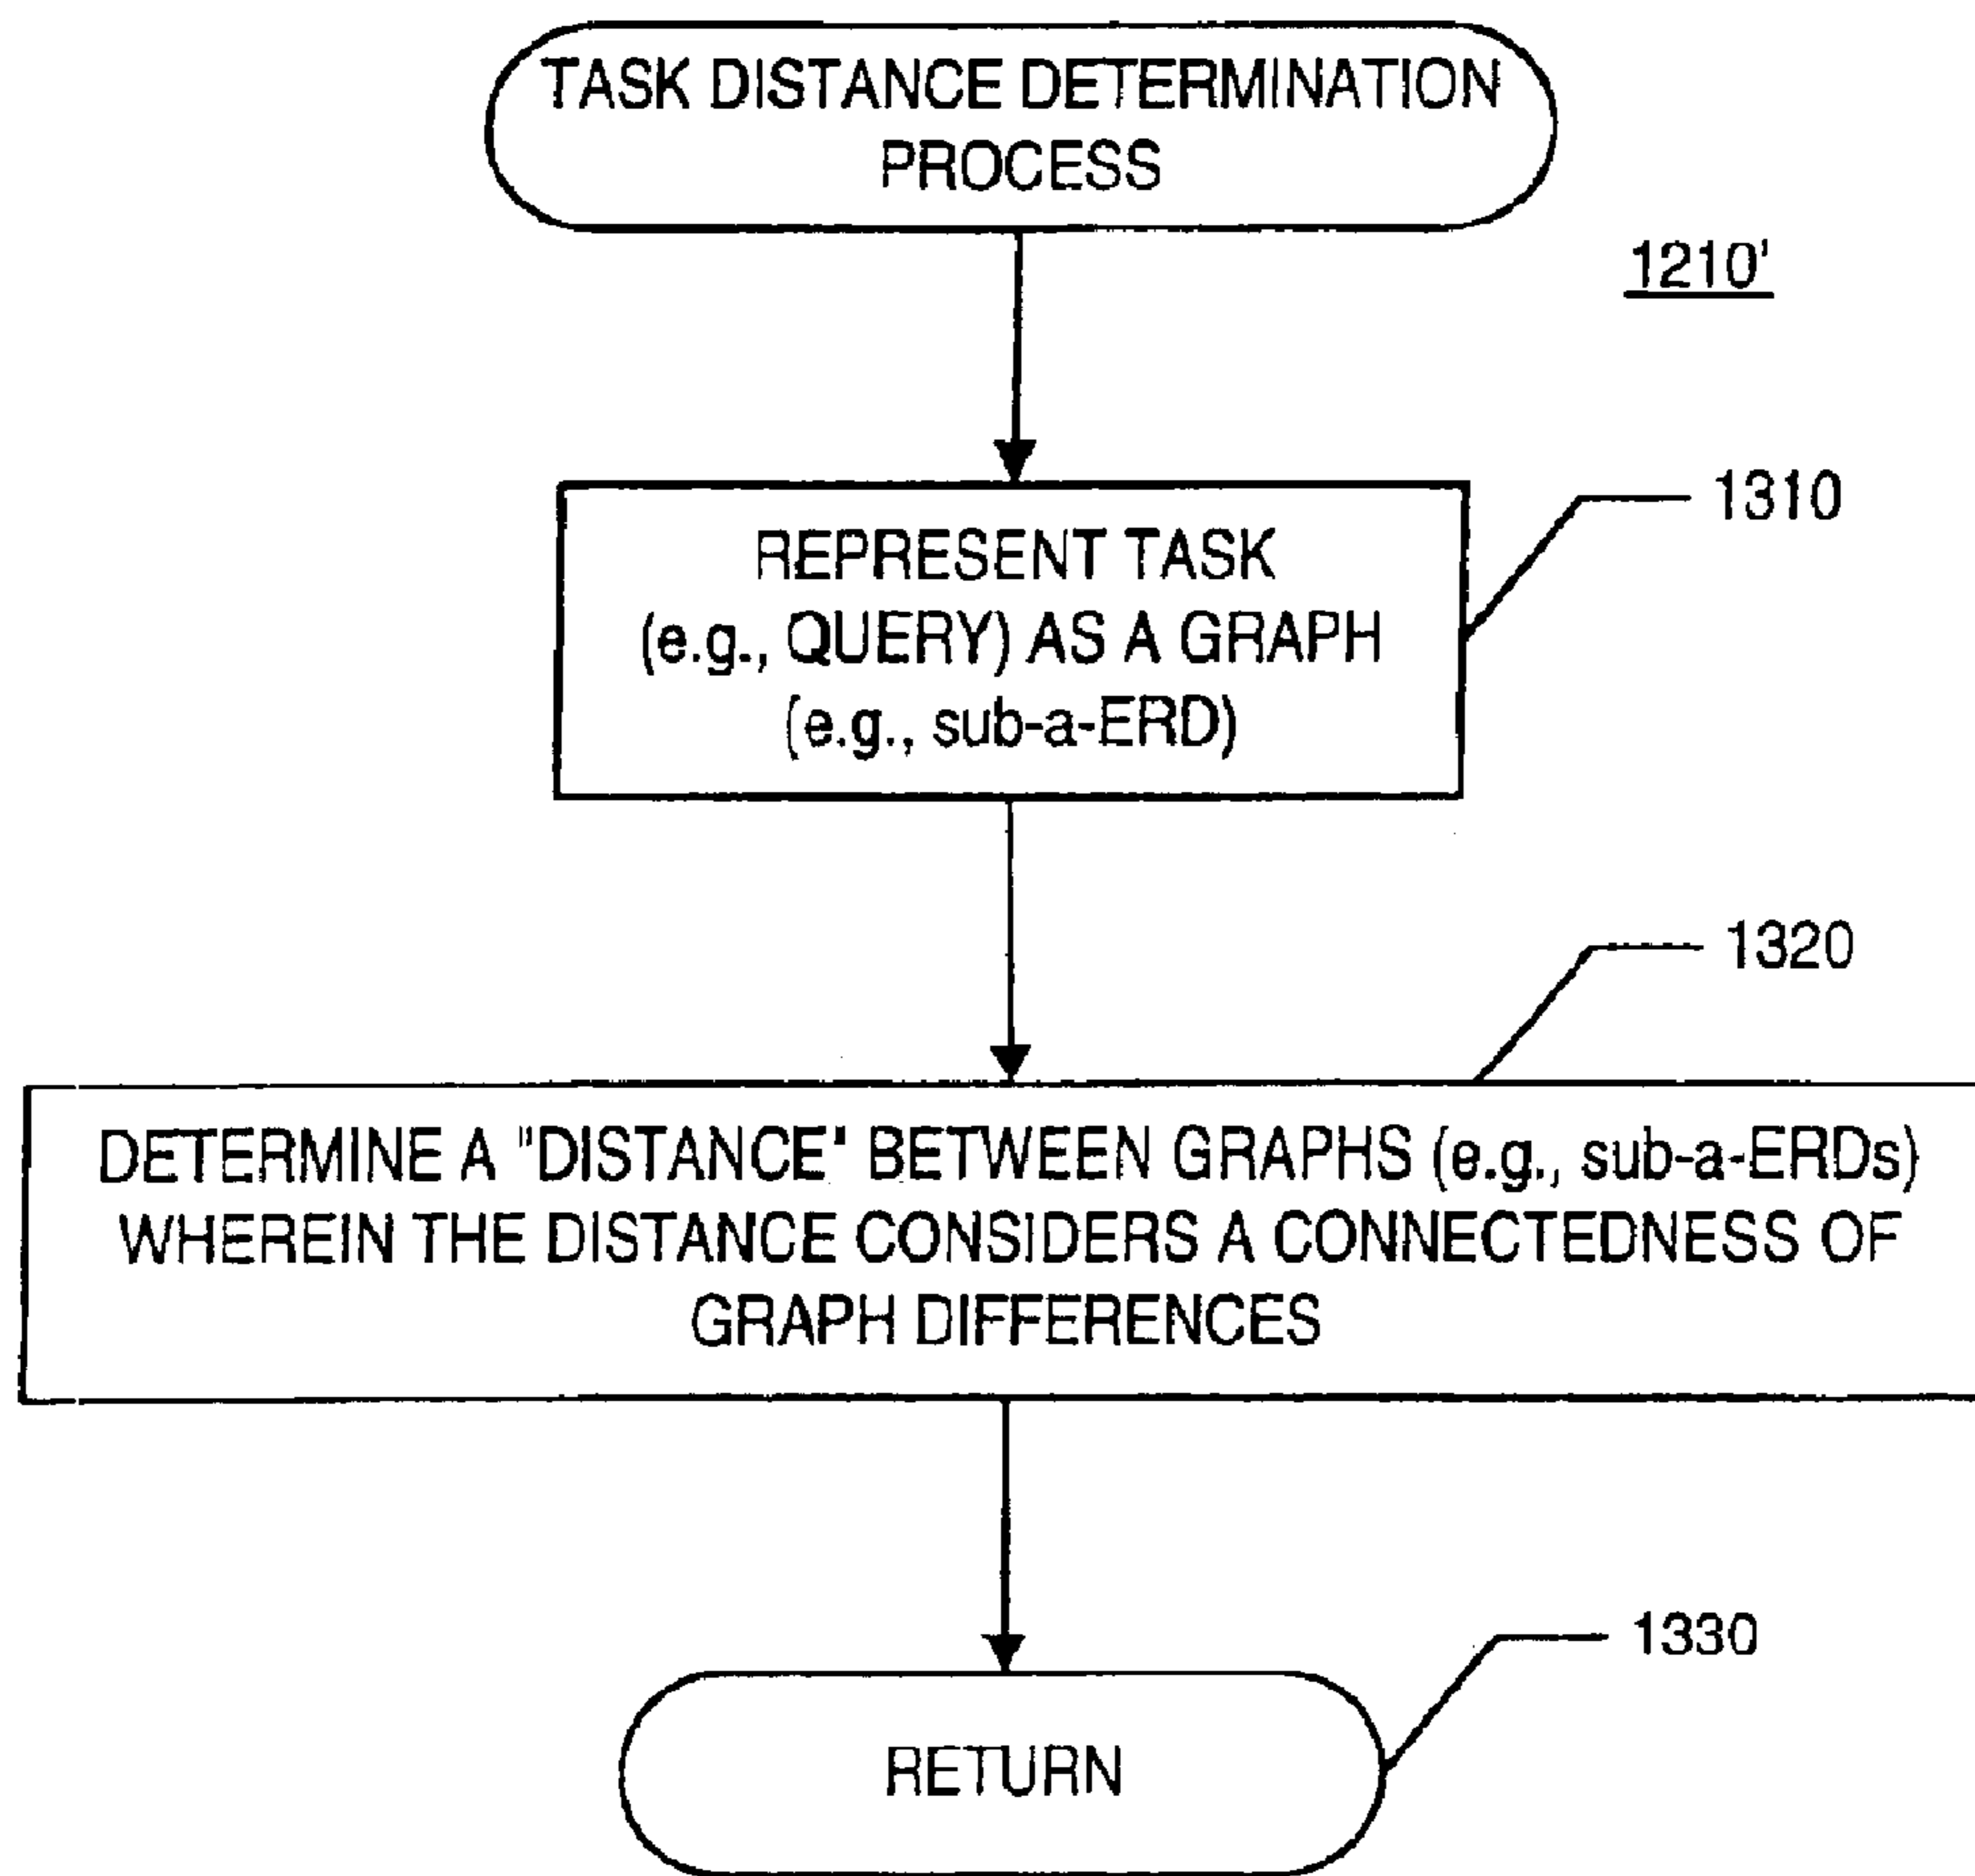 TASK DISTANCE DETERMINATION
PROCESS
1210'
1310
REPRESENT TASK
(e.g., QUERY) AS A GRAPH
(e.g., sub-a-ERD)
1320
DETERMINE A "DISTANCE" BETWEEN GRAPHS (e.g., sub-a-ERDs)
WHEREIN THE DISTANCE CONSIDERS A CONNECTEDNESS OF
GRAPH DIFFERENCES
1330
RETURN